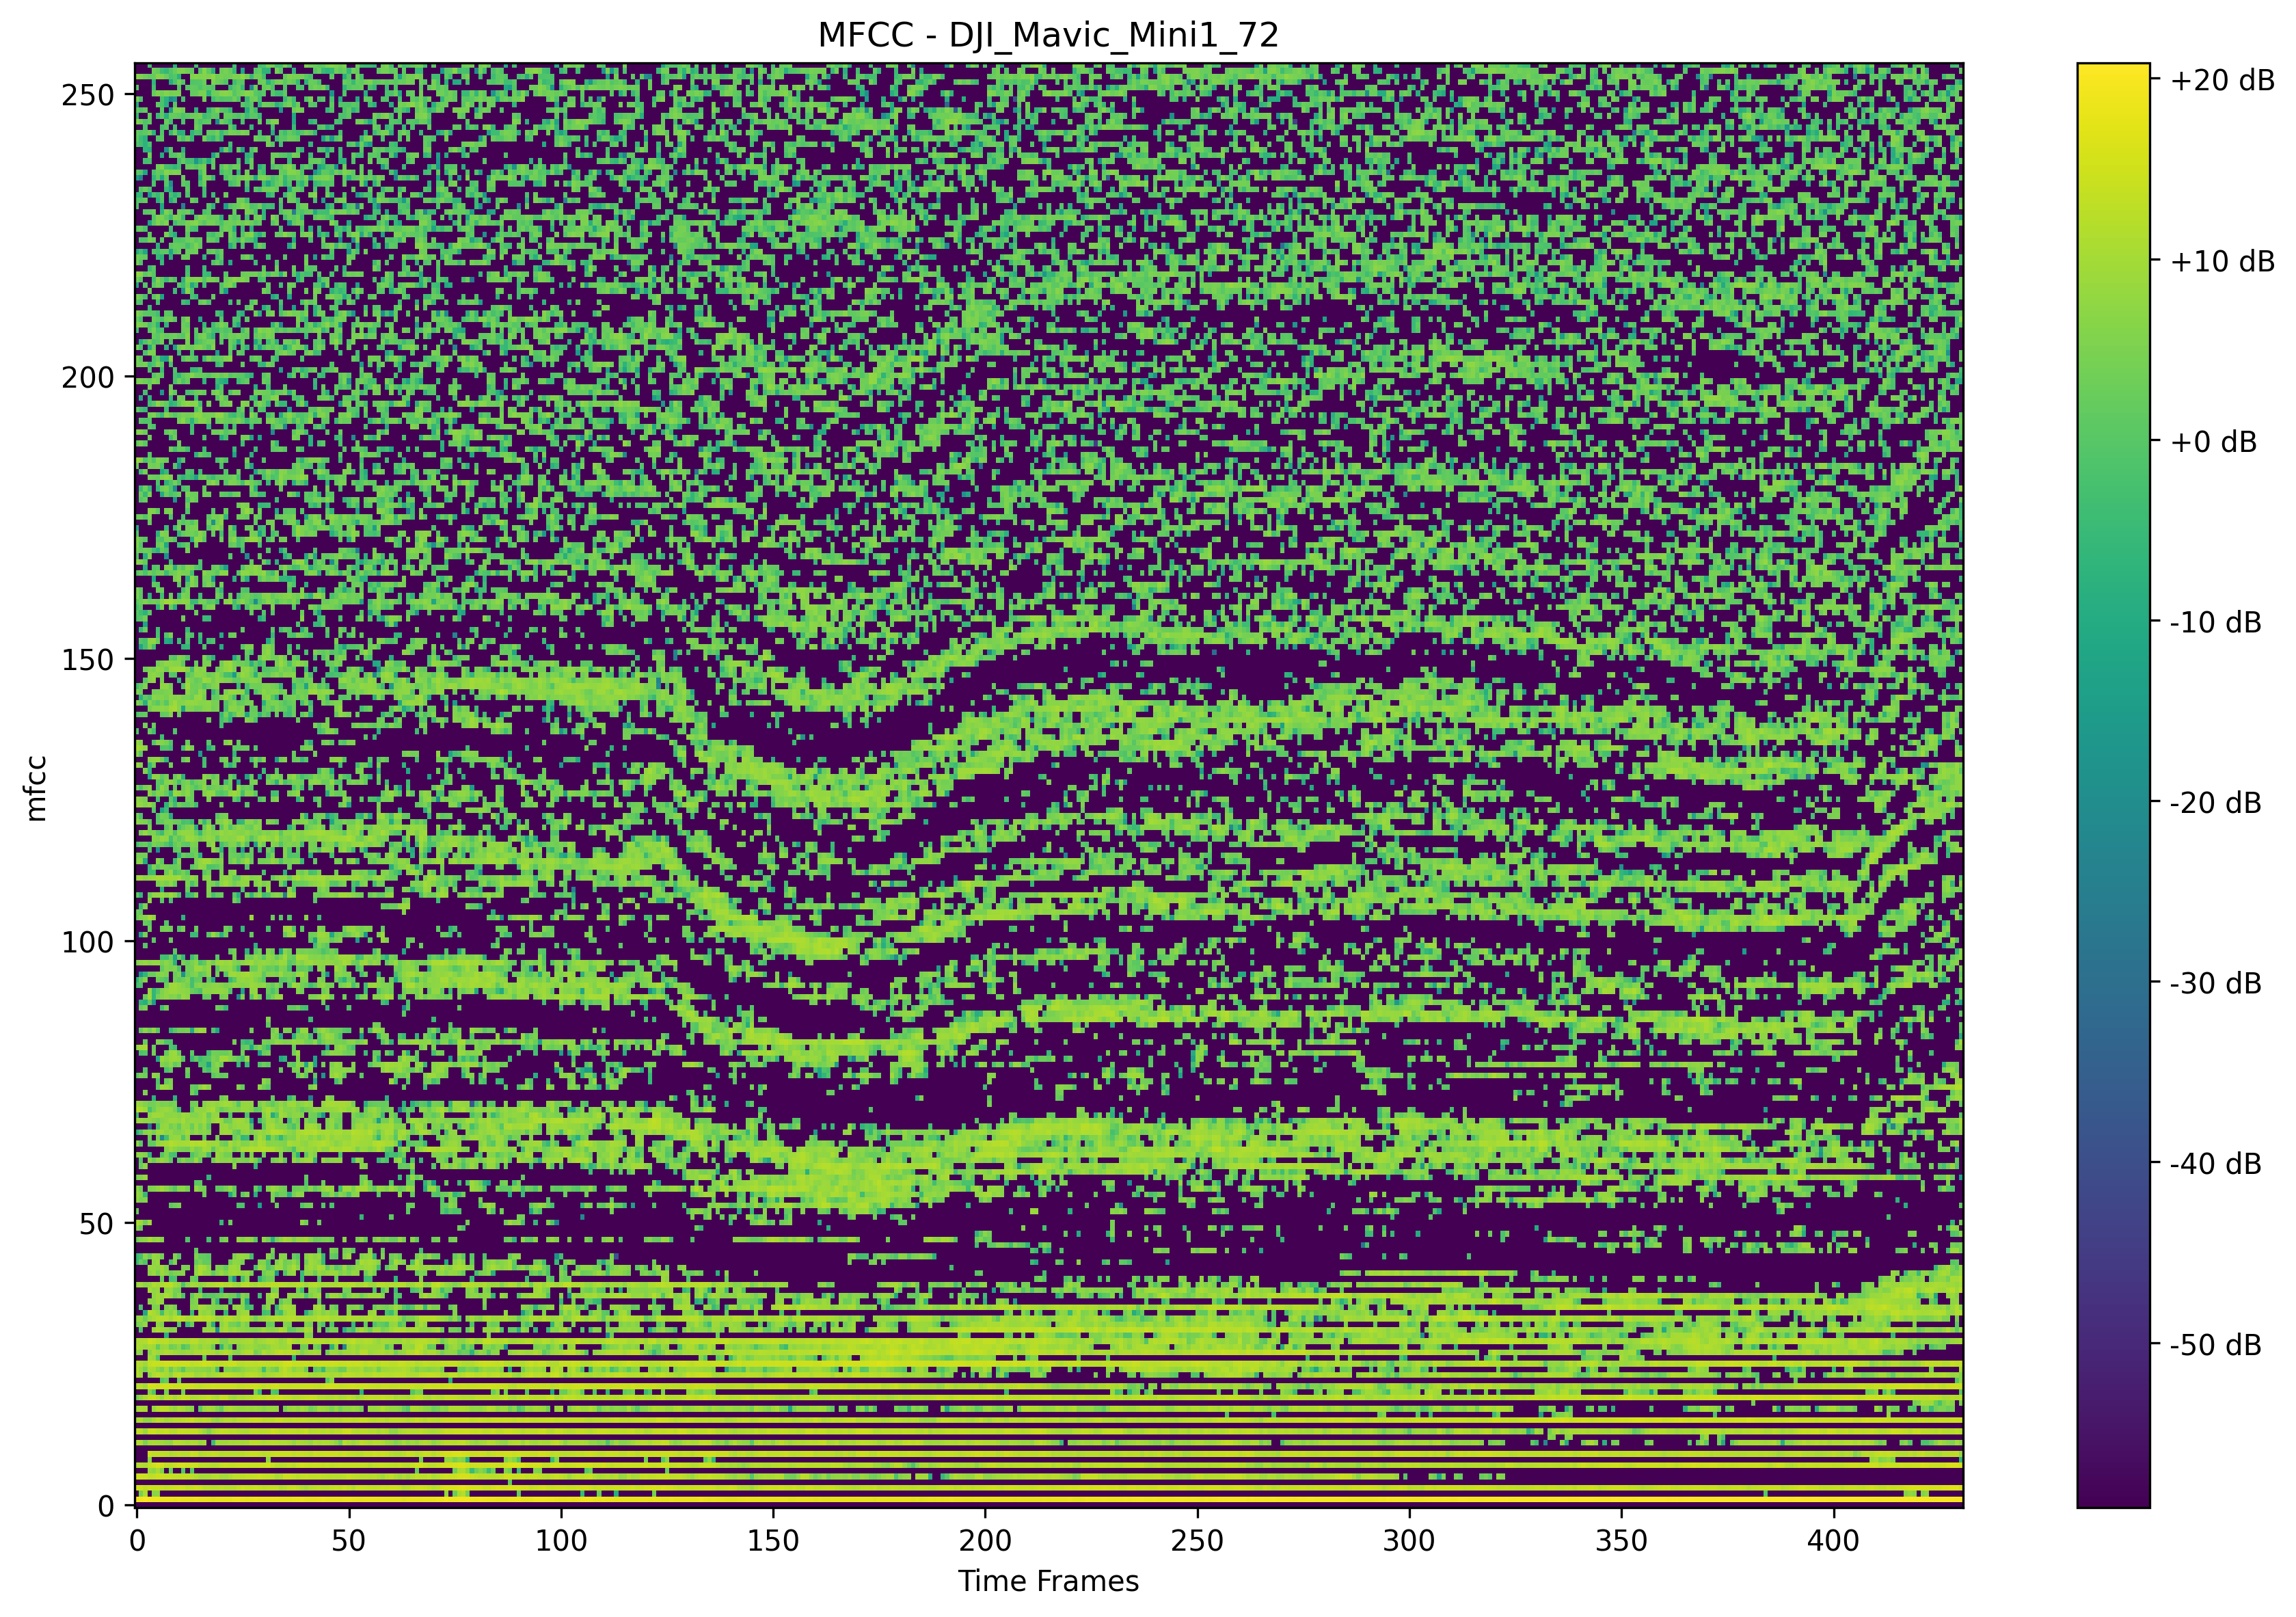 MFCC - DJI_Mavic_Mini1_72
250
200
150
100
50
0
mfcc
0 50 100 150 200 250 300 350 400
Time Frames
+20 dB
+10 dB
+0 dB
-10 dB
-20 dB
-30 dB
-40 dB
-50 dB